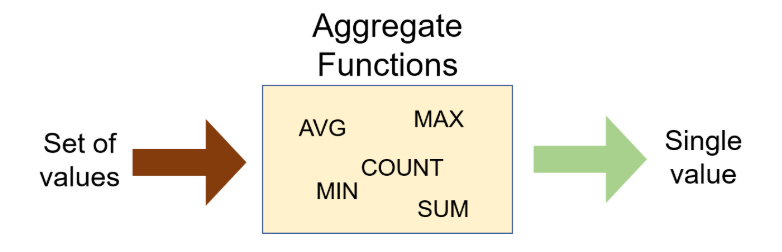 Aggregate
Functions
Set of
values
AVG
MAX
COUNT
MIN
SUM
Single
value